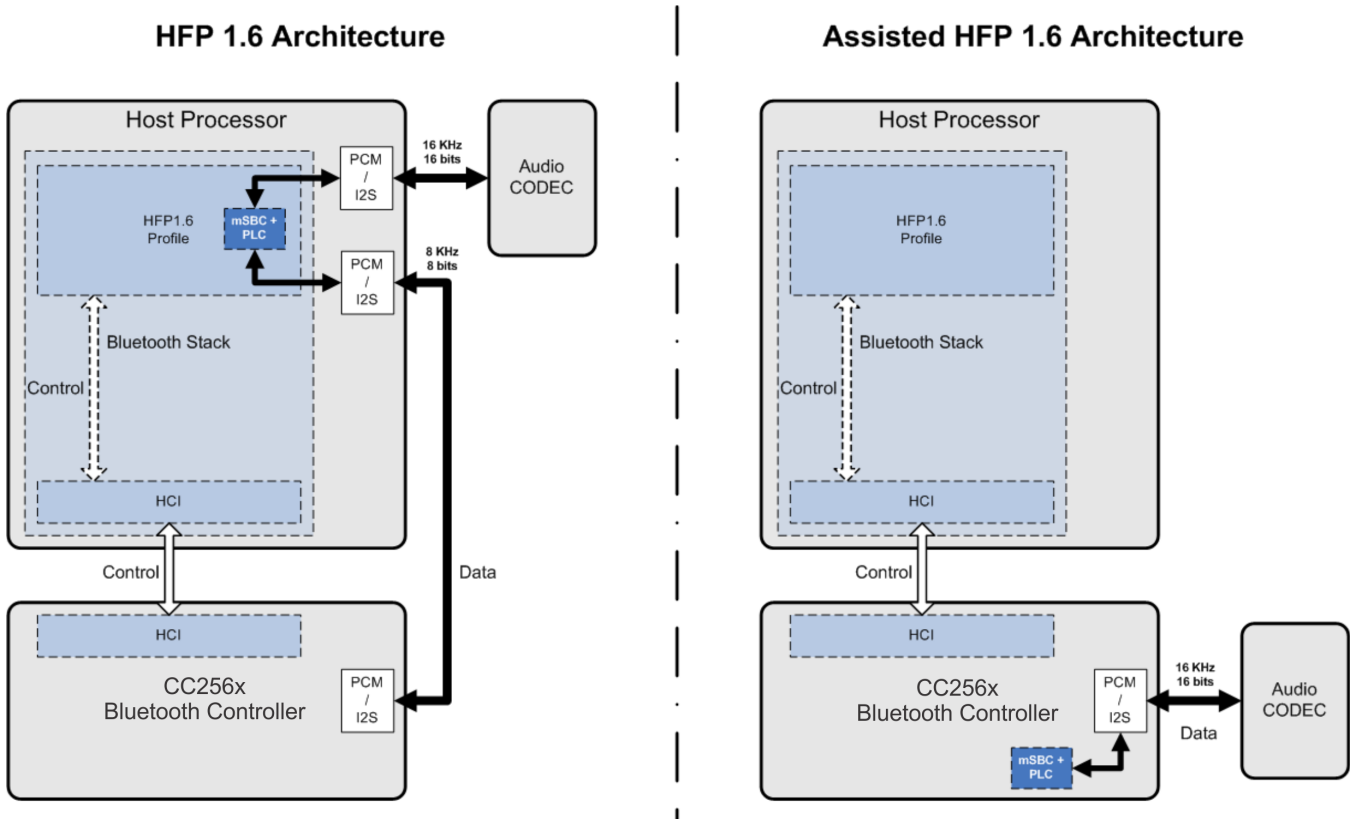 HFP 1.6 Architecture
Host Processor
PCM
/
I2S
16 KHz
16 bits
Audio
CODEC
HFP1.6
Profile
mSBC +
PLC
8 KHz
8 bits
PCM
/
I2S
Bluetooth Stack
Control
HCI
Control
Data
HCI
CC256x
Bluetooth Controller
PCM
/
I2S
Assisted HFP 1.6 Architecture
Host Processor
HFP1.6
Profile
Bluetooth Stack
Control
HCI
Control
HCI
CC256x
Bluetooth Controller
PCM
/
I2S
16 KHz
16 bits
Data
Audio
CODEC
mSBC +
PLC